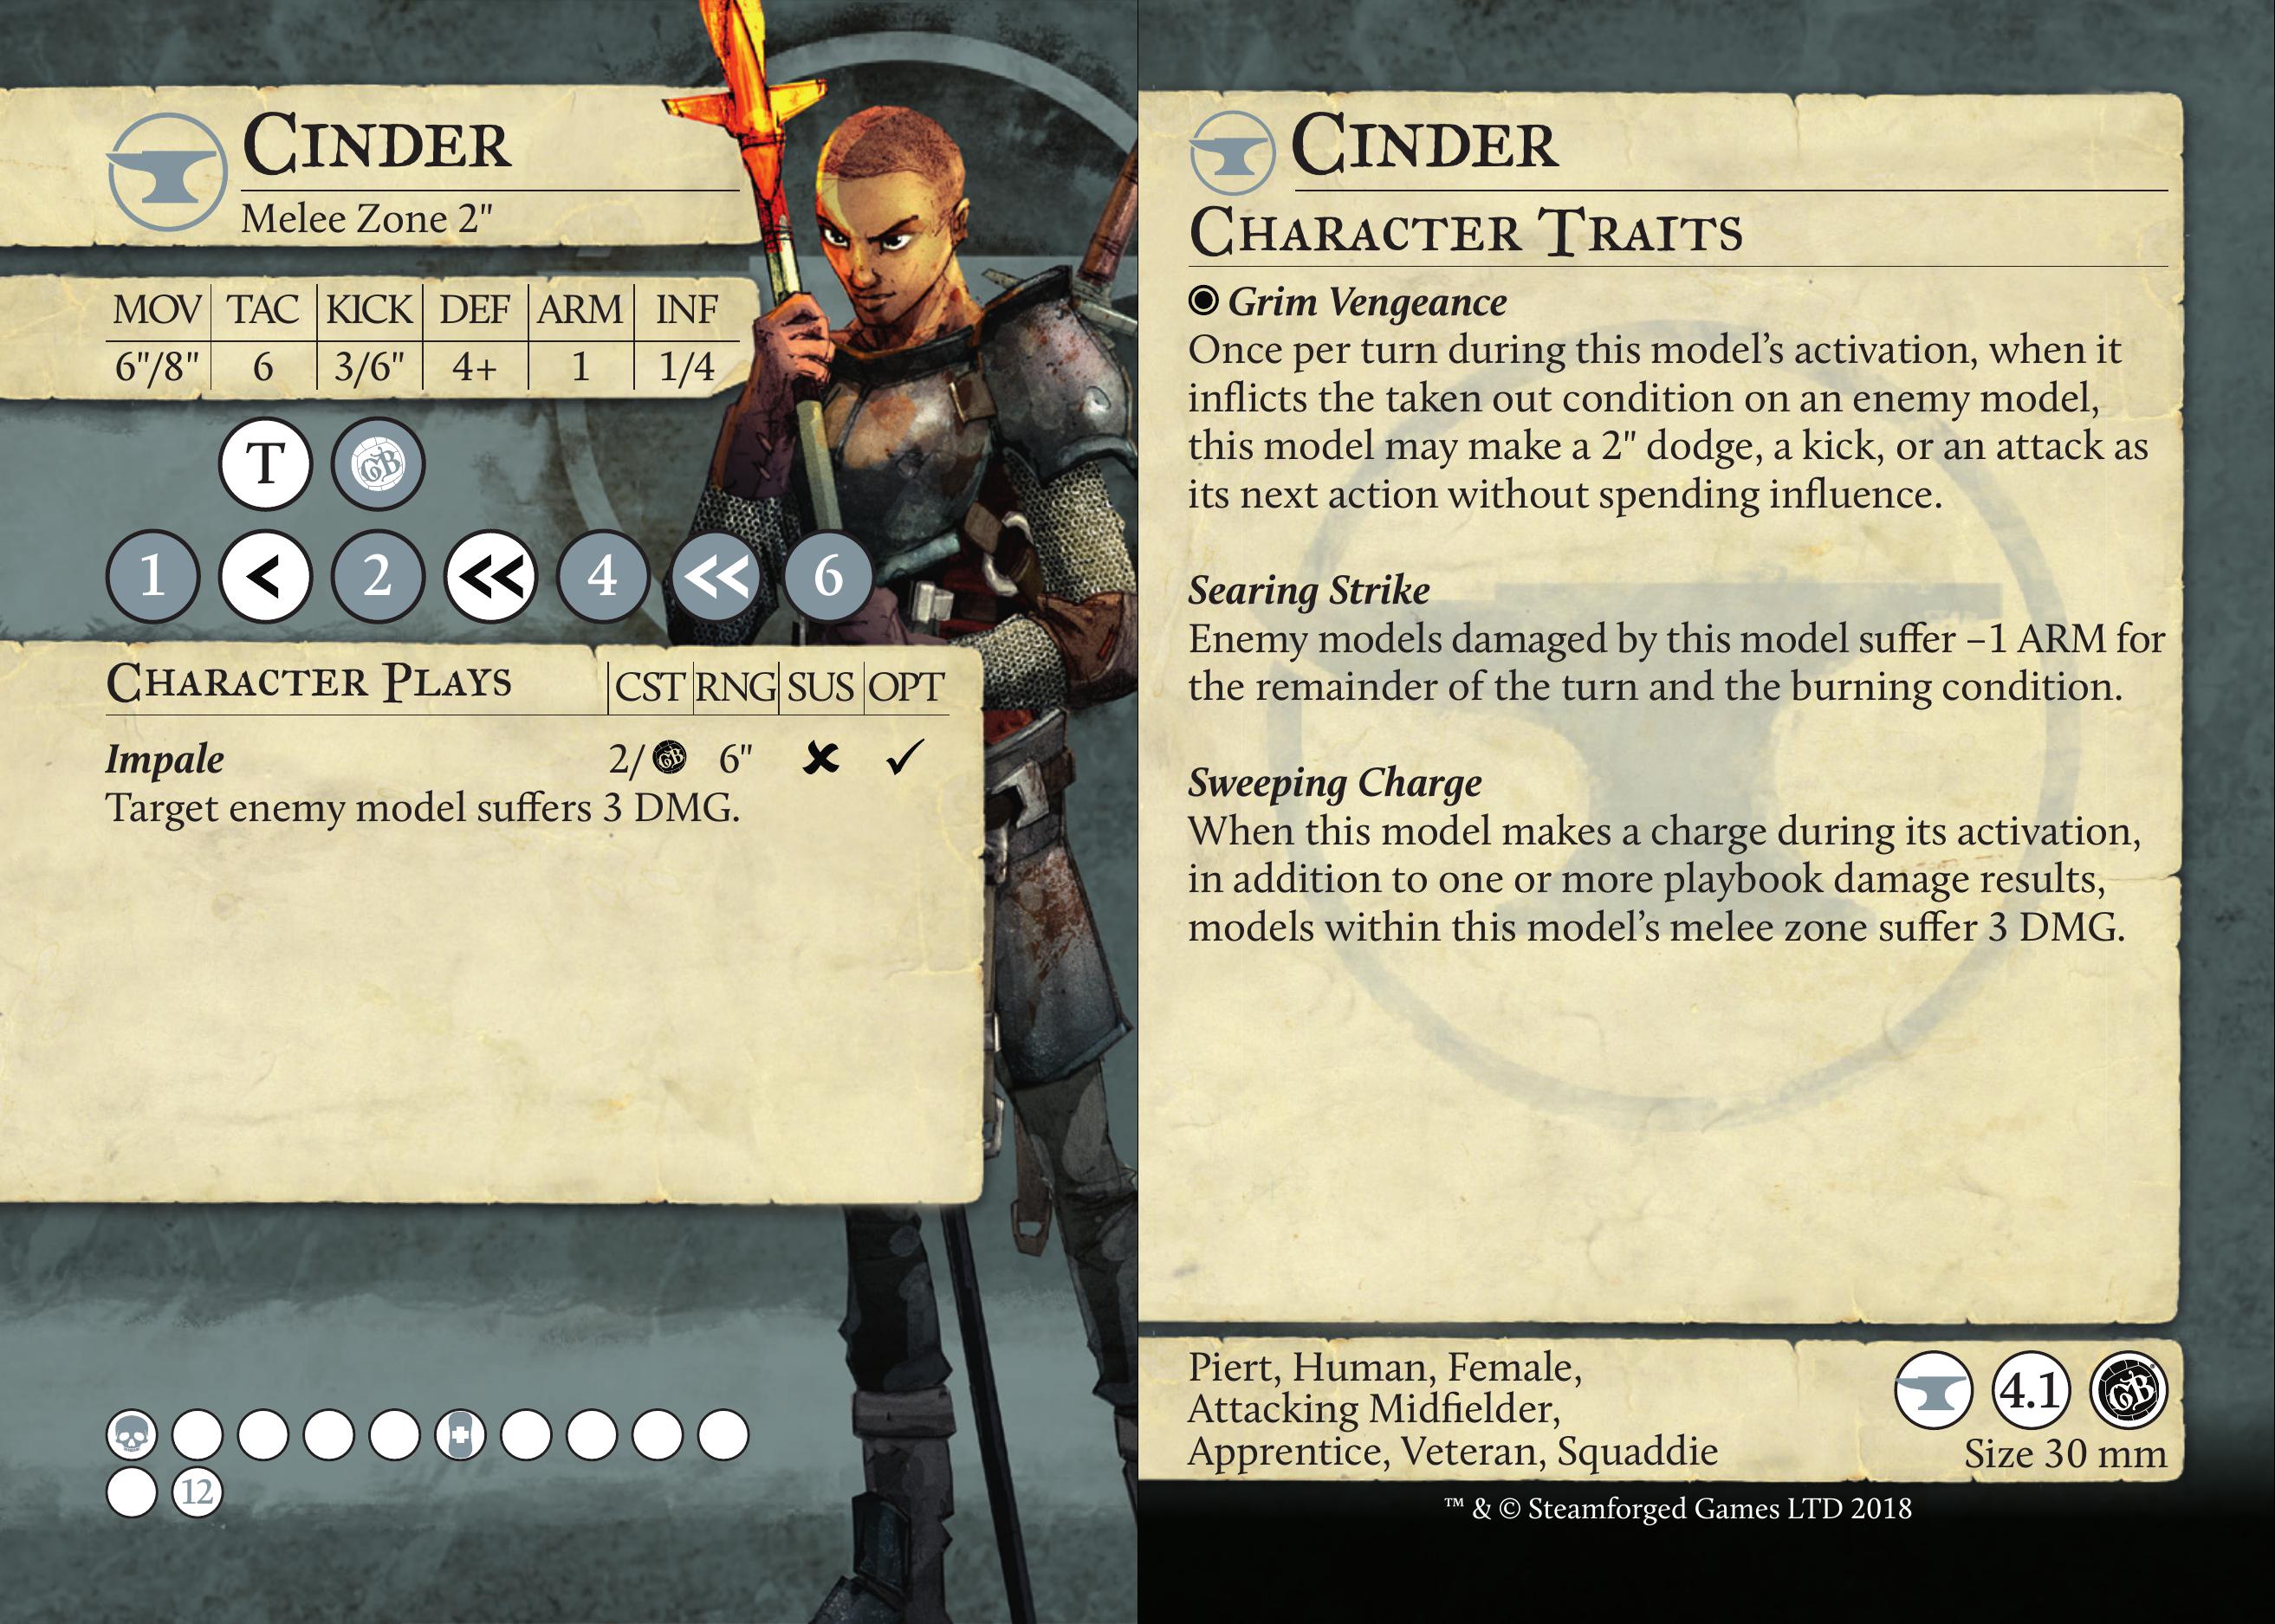 CINDER
Melee Zone 2"
MOV TAC KICK DEF ARM INF
6"/8" 6 3/6" 4+ 1 1/4
T GB
1 < 2 << 4 << 6
CHARACTER PLAYS CST RNG SUS OPT
Impale 2/GB 6" ✘ ✓
Target enemy model suffers 3 DMG.
12
CINDER
CHARACTER TRAITS
Grim Vengeance
Once per turn during this model’s activation, when it
inflicts the taken out condition on an enemy model,
this model may make a 2" dodge, a kick, or an attack as
its next action without spending influence.
Searing Strike
Enemy models damaged by this model suffer –1 ARM for
the remainder of the turn and the burning condition.
Sweeping Charge
When this model makes a charge during its activation,
in addition to one or more playbook damage results,
models within this model’s melee zone suffer 3 DMG.
Piert, Human, Female,
Attacking Midfielder,
Apprentice, Veteran, Squaddie
4.1 GB
Size 30 mm
™ & © Steamforged Games LTD 2018